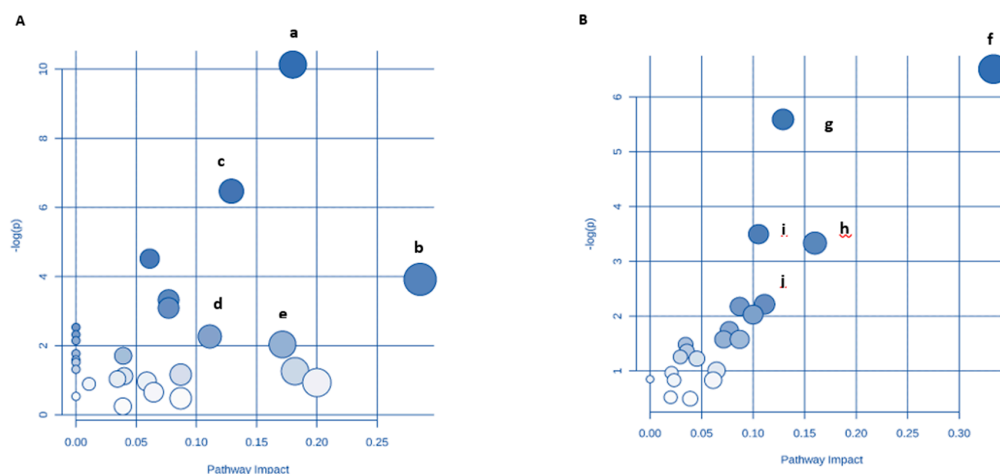 A
a
c
b
d
e
10
8
6
4
2
0
-log(p)
0.00 0.05 0.10 0.15 0.20 0.25
Pathway Impact
B
f
g
i
h
j
6
5
4
3
2
1
-log(p)
0.00 0.05 0.10 0.15 0.20 0.25 0.30
Pathway Impact